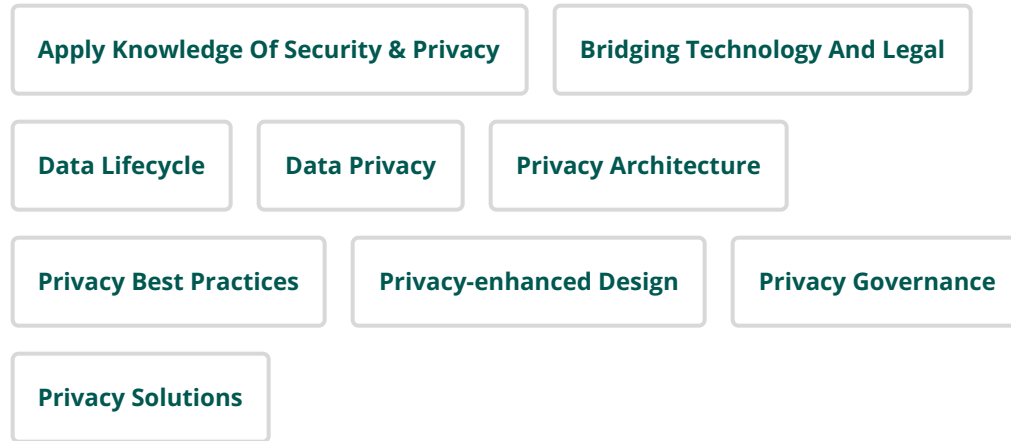 Apply Knowledge Of Security & Privacy
Bridging Technology And Legal
Data Lifecycle
Data Privacy
Privacy Architecture
Privacy Best Practices
Privacy-enhanced Design
Privacy Governance
Privacy Solutions